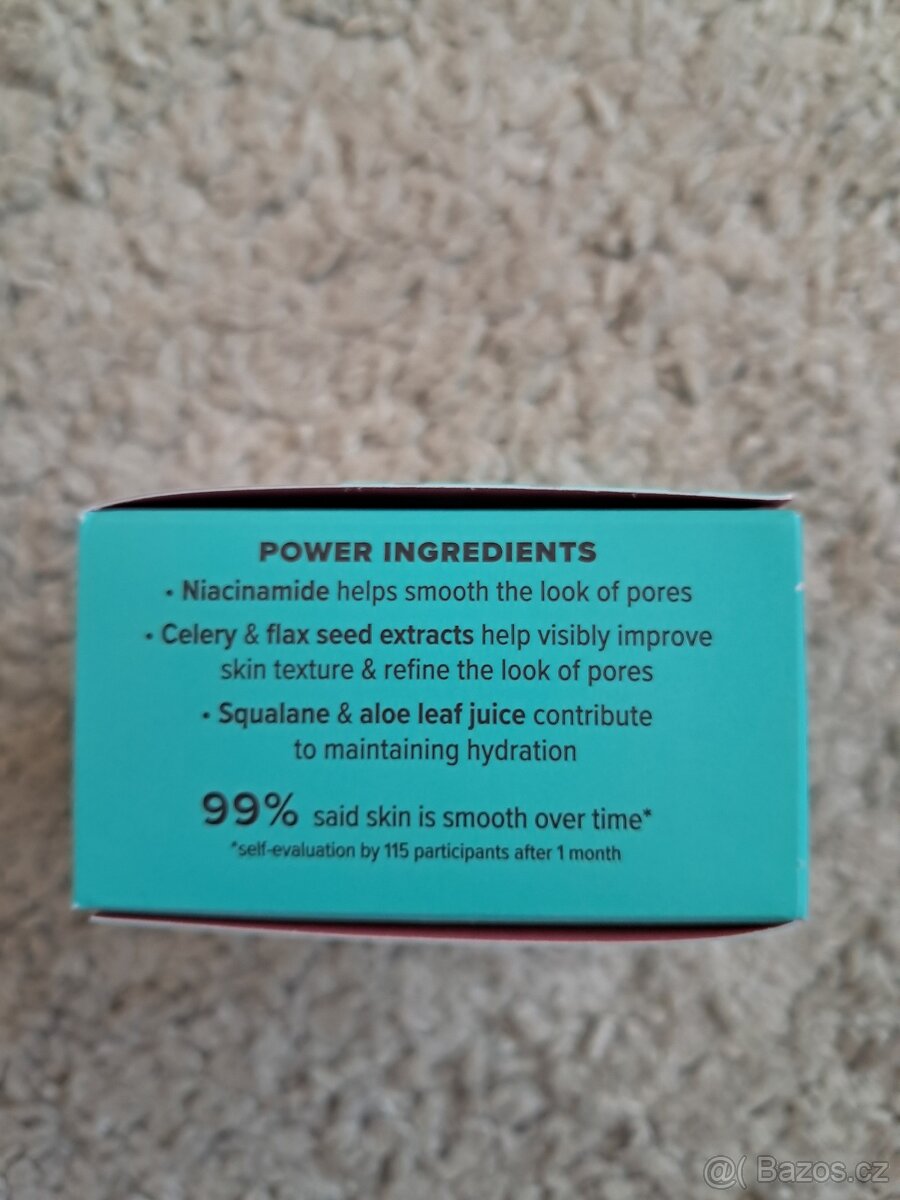 POWER INGREDIENTS
• Niacinamide helps smooth the look of pores
• Celery & flax seed extracts help visibly improve
skin texture & refine the look of pores
• Squalane & aloe leaf juice contribute
to maintaining hydration
99% said skin is smooth over time*
*self-evaluation by 115 participants after 1 month
@( Bazos.cz